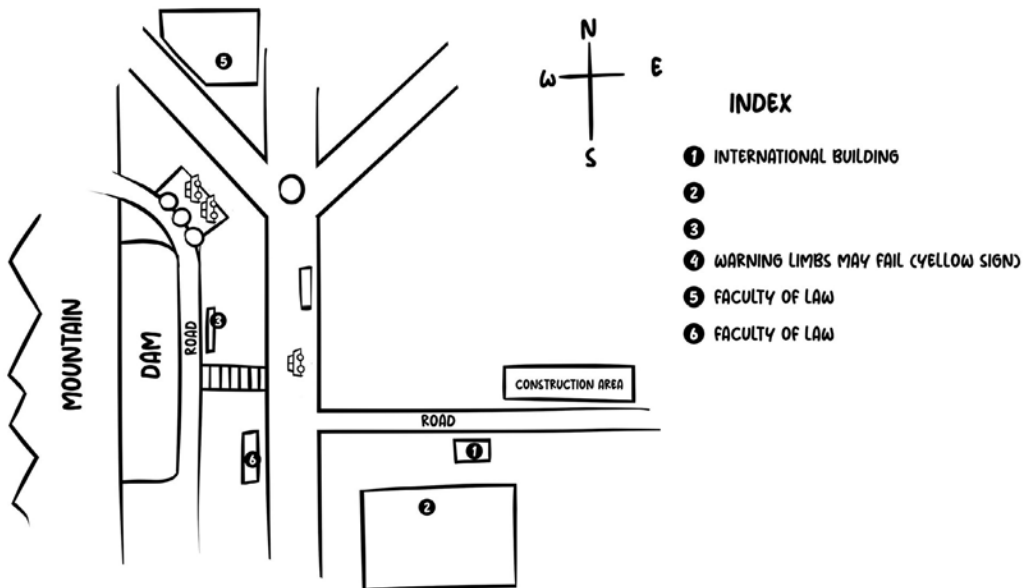 N
W E
S
INDEX
1 INTERNATIONAL BUILDING
2
3
4 WARNING LIMBS MAY FAIL (YELLOW SIGN)
5 FACULTY OF LAW
6 FACULTY OF LAW
5
MOUNTAIN
DAM
ROAD
3
6
CONSTRUCTION AREA
ROAD
1
2